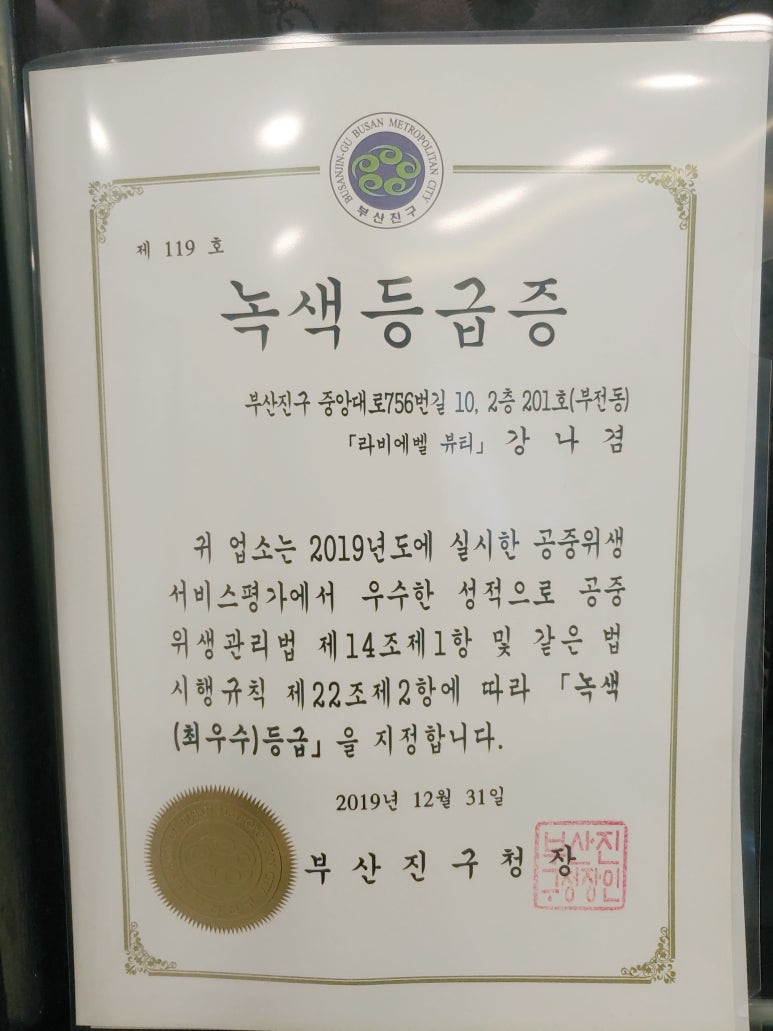 BUSANJIN-GU BUSAN METROPOLITAN CITY
부산진구
제 119 호
녹색등급증
부산진구 중앙대로756번길 10, 2층 201호(부전동)
「라비에벨 뷰티」 강 나 겸
귀 업소는 2019년도에 실시한 공중위생
서비스평가에서 우수한 성적으로 공중
위생관리법 제14조제1항 및 같은 법
시행규칙 제22조제2항에 따라 「녹색
(최우수)등급」을 지정합니다.
2019년 12월 31일
부 산 진 구 청 장
부산진
구청장인